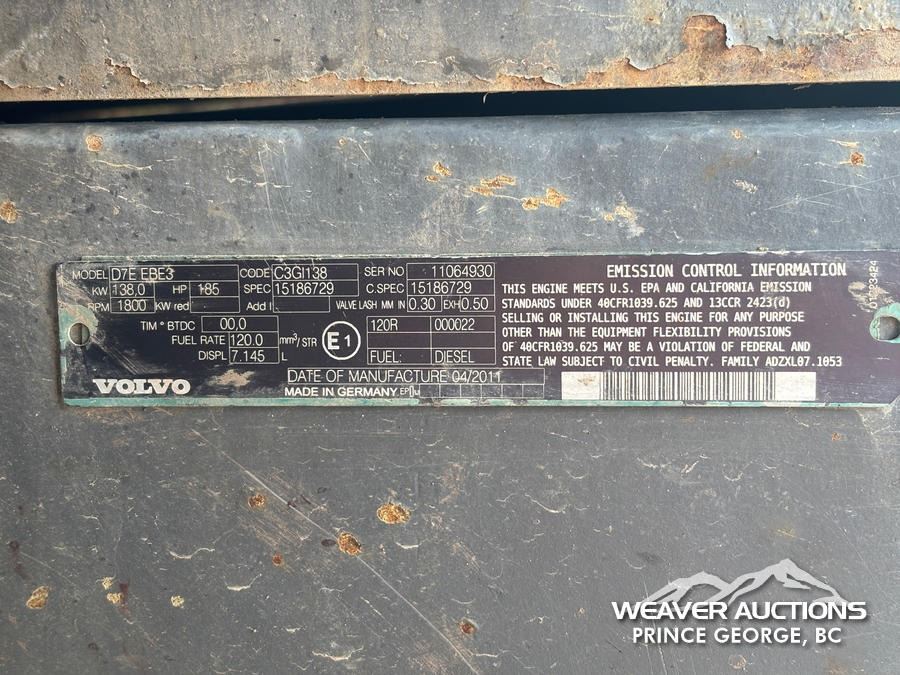 MODEL D7E EBE3 CODE C3GI138 SER NO 11064930
KW 138,0 HP 185 SPEC 15186729 C.SPEC 15186729
RPM 1800 KW red Add I VALVE LASH MM IN 0.30 EXH 0.50
TIM ° BTDC 00,0 E1 120R 000022
FUEL RATE 120.0 mm³/STR
DISPL 7.145 L FUEL: DIESEL
VOLVO
DATE OF MANUFACTURE 04/2011
MADE IN GERMANY
EMISSION CONTROL INFORMATION
THIS ENGINE MEETS U.S. EPA AND CALIFORNIA EMISSION
STANDARDS UNDER 40CFR1039.625 AND 13CCR 2423(d)
SELLING OR INSTALLING THIS ENGINE FOR ANY PURPOSE
OTHER THAN THE EQUIPMENT FLEXIBILITY PROVISIONS
OF 40CFR1039.625 MAY BE A VIOLATION OF FEDERAL AND
STATE LAW SUBJECT TO CIVIL PENALTY. FAMILY ADZXL07.1053
WEAVER AUCTIONS
PRINCE GEORGE, BC